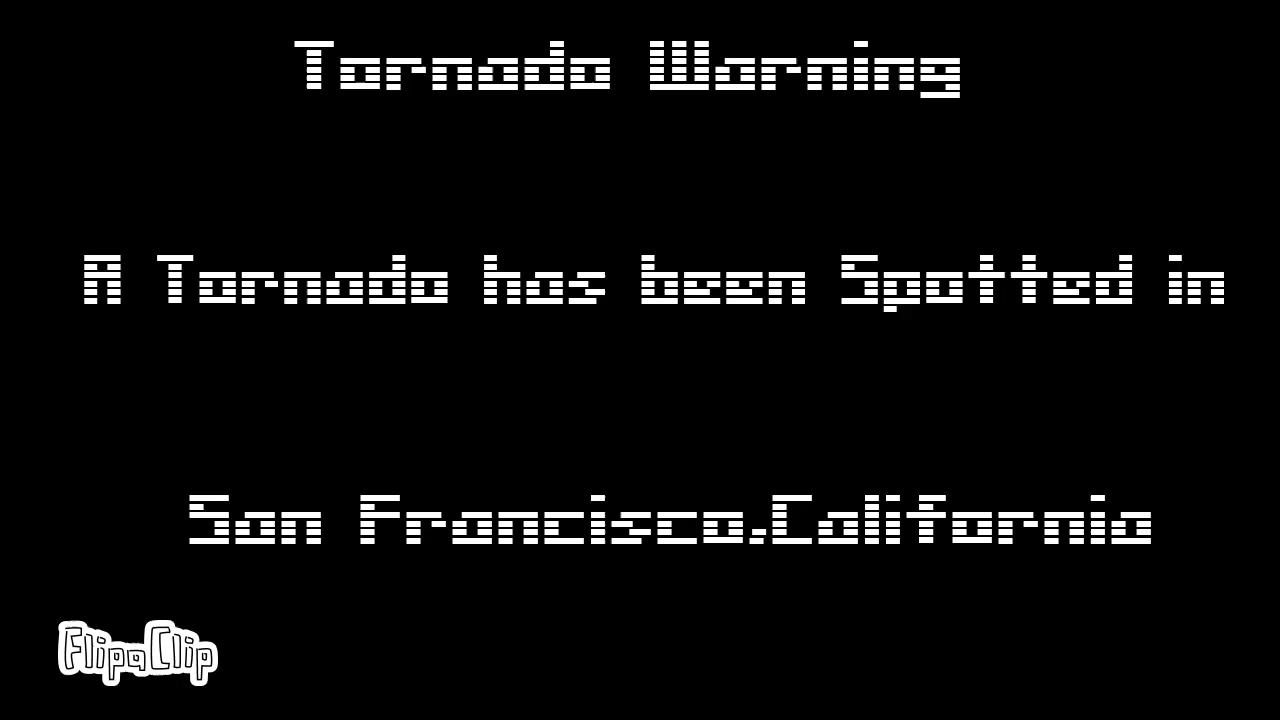 Tornado Warning
A Tornado has been Spotted in
San Francisco,California
FlipaClip